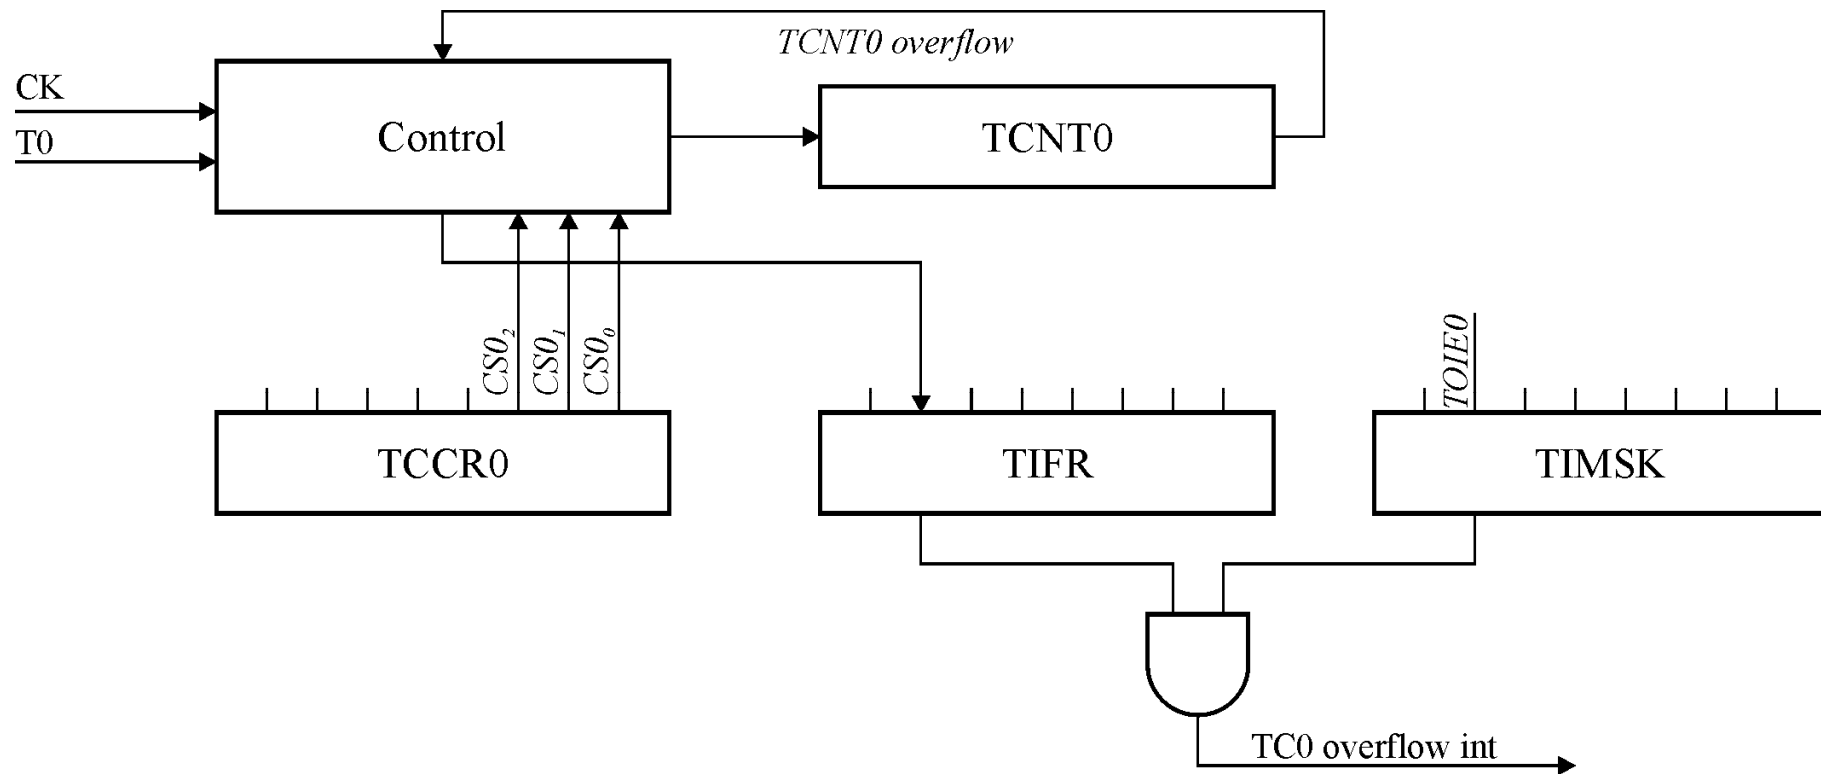 TCNT0 overflow
CK
T0
Control
TCNT0
CS0₂
CS0₁
CS0₀
TOIE0
TCCR0
TIFR
TIMSK
TC0 overflow int